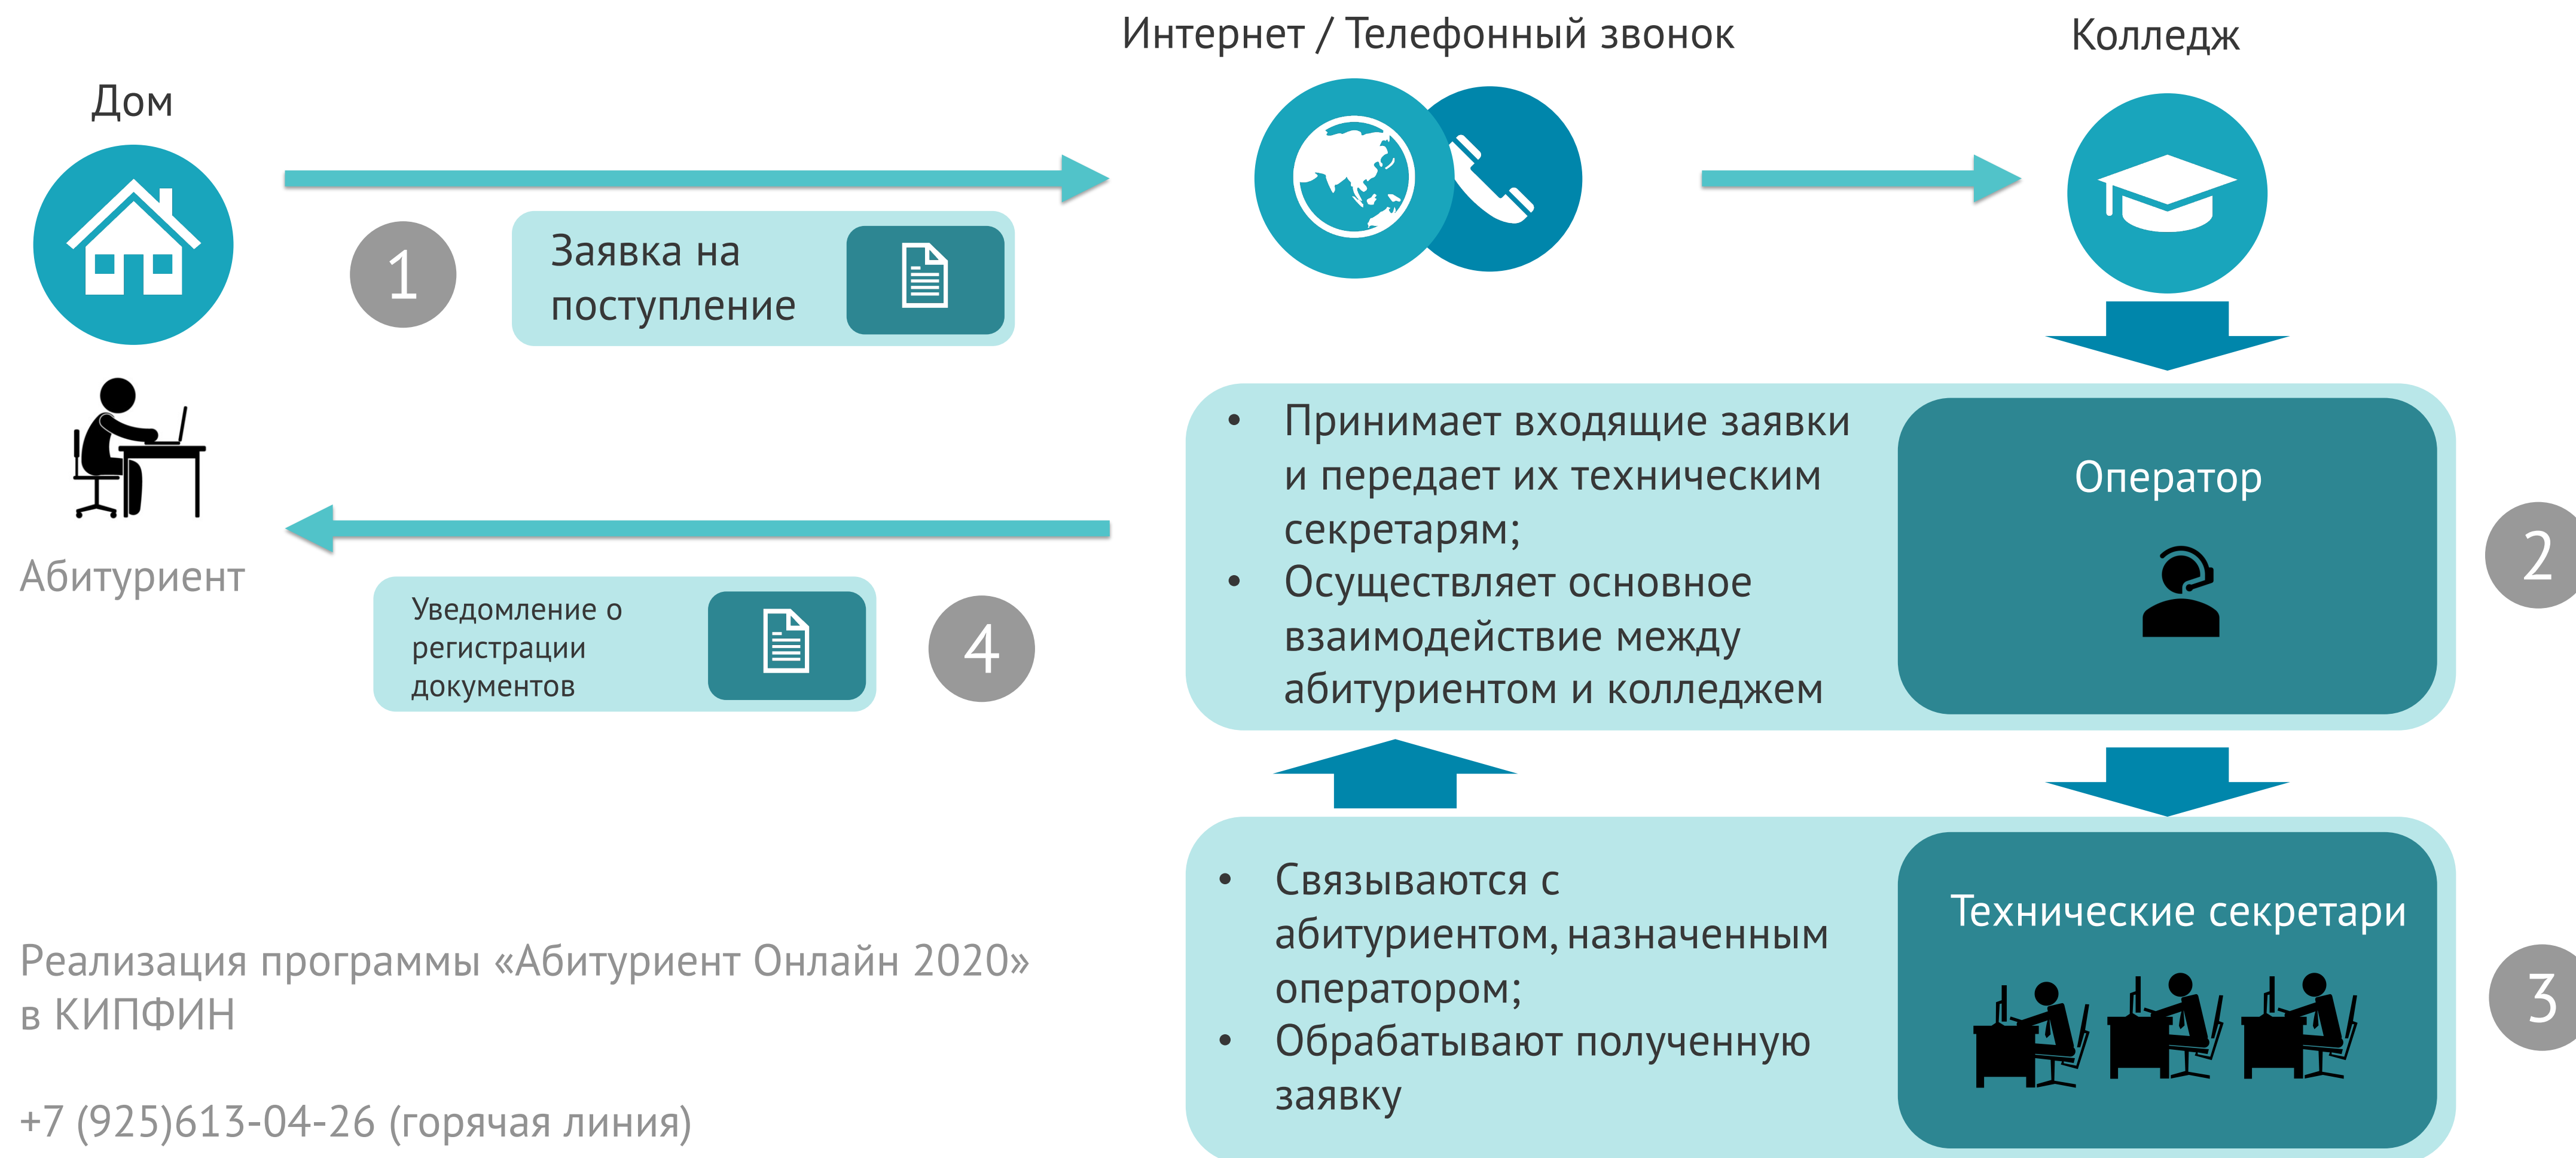 Интернет / Телефонный звонок
Колледж
Дом
1
Заявка на
поступление
• Принимает входящие заявки
и передает их техническим
секретарям;
• Осуществляет основное
взаимодействие между
абитуриентом и колледжем
Оператор
2
Абитуриент
Уведомление о
регистрации
документов
4
• Связываются с
абитуриентом, назначенным
оператором;
• Обрабатывают полученную
заявку
Технические секретари
3
Реализация программы «Абитуриент Онлайн 2020»
в КИПФИН
+7 (925)613-04-26 (горячая линия)